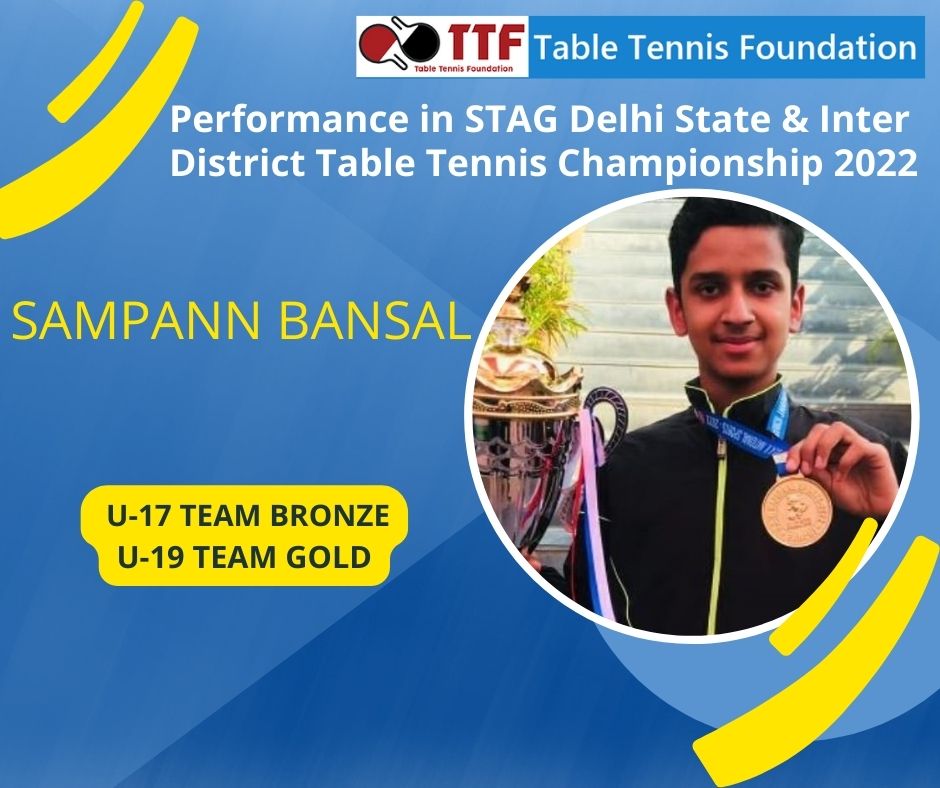 TTF
Table Tennis Foundation
Table Tennis Foundation
Performance in STAG Delhi State & Inter
District Table Tennis Championship 2022
SAMPANN BANSAL
U-17 TEAM BRONZE
U-19 TEAM GOLD